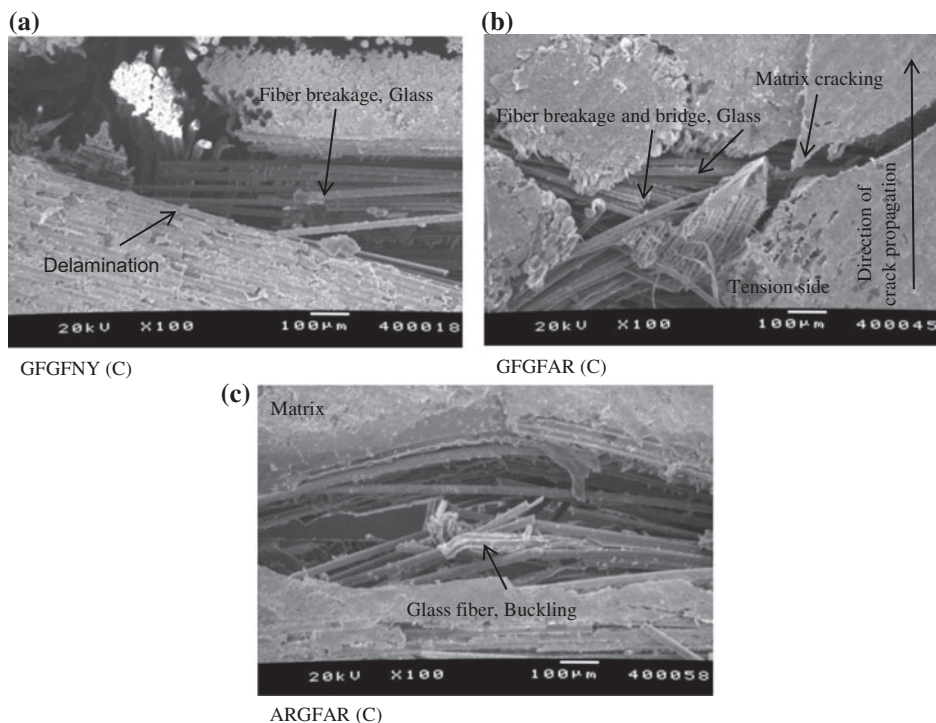 (a)
Fiber breakage, Glass
Delamination
20kV X100 100μm 400018
GFGFNY (C)
(b)
Matrix cracking
Fiber breakage and bridge, Glass
Direction of
crack propagation
Tension side
20kV X100 100μm 400045
GFGFAR (C)
(c)
Matrix
Glass fiber, Buckling
20kV X100 100μm 400058
ARGFAR (C)